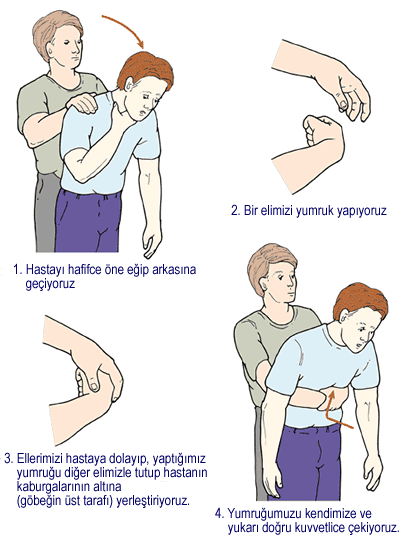 1. Hastayı hafifce öne eğip arkasına
geçiyoruz
2. Bir elimizi yumruk yapıyoruz
3. Ellerimizi hastaya dolayıp, yaptığımız
yumruğu diğer elimizle tutup hastanın
kaburgalarının altına
(göbeğin üst tarafı) yerleştiriyoruz.
4. Yumruğumuzu kendimize ve
yukarı doğru kuvvetlice çekiyoruz.